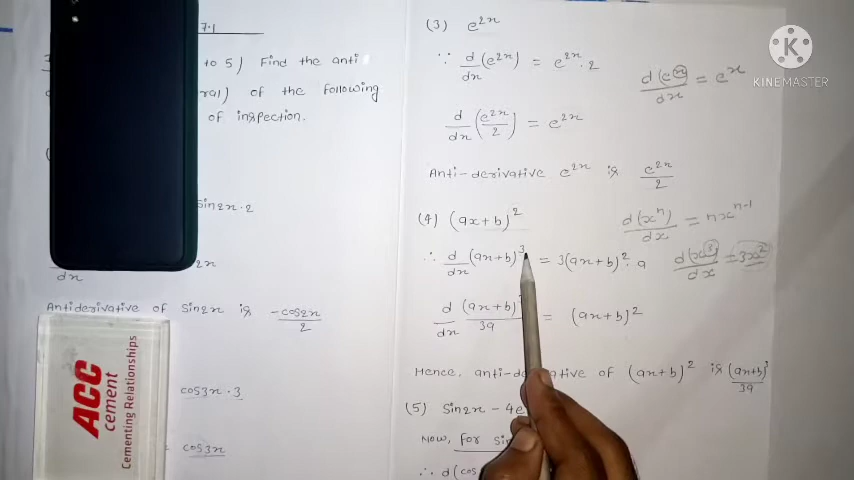 7.1
to 5) Find the anti
ral) of the following
of inspection.
sin2x · 2
dx
2x
Antiderivative of sin2x is -cos2x/2
ACC
cement
Cementing Relationships
cos3x · 3
= cos3x
(3) e^2x
∵ d/dx (e^2x) = e^2x · 2
d(e^x)/dx = e^x
d/dx (e^2x/2) = e^2x
Anti-derivative e^2x is e^2x/2
(4) (ax+b)^2
d(x^n)/dx = nx^n-1
∴ d/dx (ax+b)^3 = 3(ax+b)^2 · a
d(x^3)/dx = 3x^2
d/dx (ax+b)/3a = (ax+b)^2
Hence, anti-de ative of (ax+b)^2 is (ax+b)^3/3a
(5) Sin2x - 4e
Now, for sin
∴ d(cos
KINEMASTER